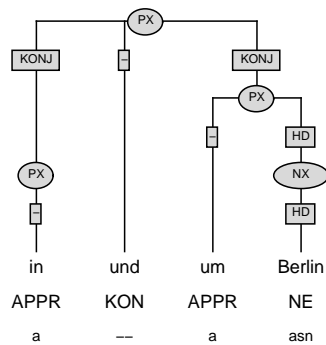 PX
KONJ – KONJ
PX
– HD
PX NX
– HD
in und um Berlin
APPR KON APPR NE
a –– a asn